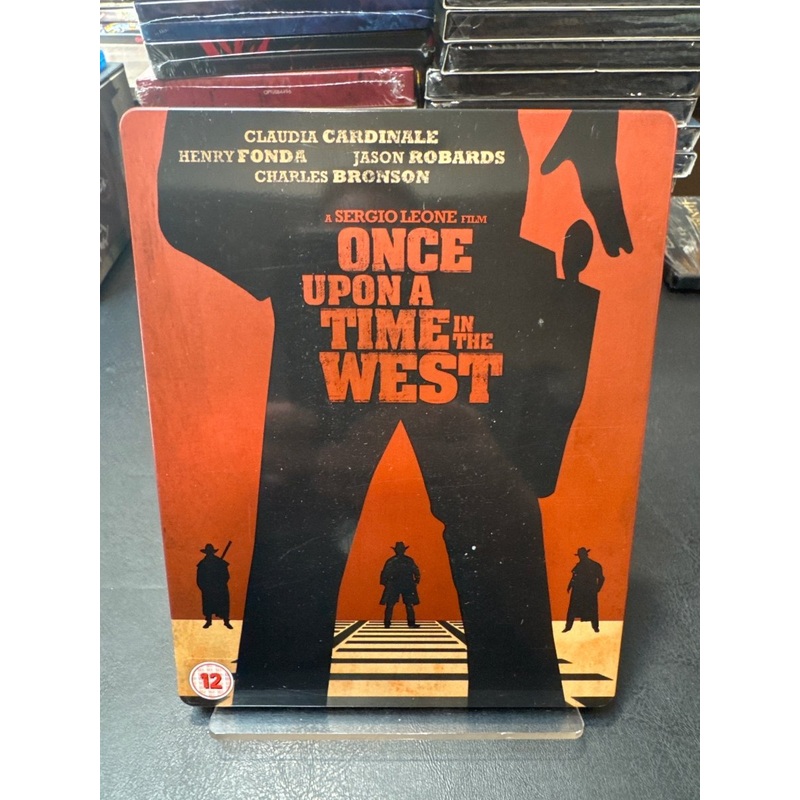 CLAUDIA CARDINALE
HENRY FONDA JASON ROBARDS
CHARLES BRONSON
A SERGIO LEONE FILM
ONCE
UPON A
TIME IN THE
WEST
12